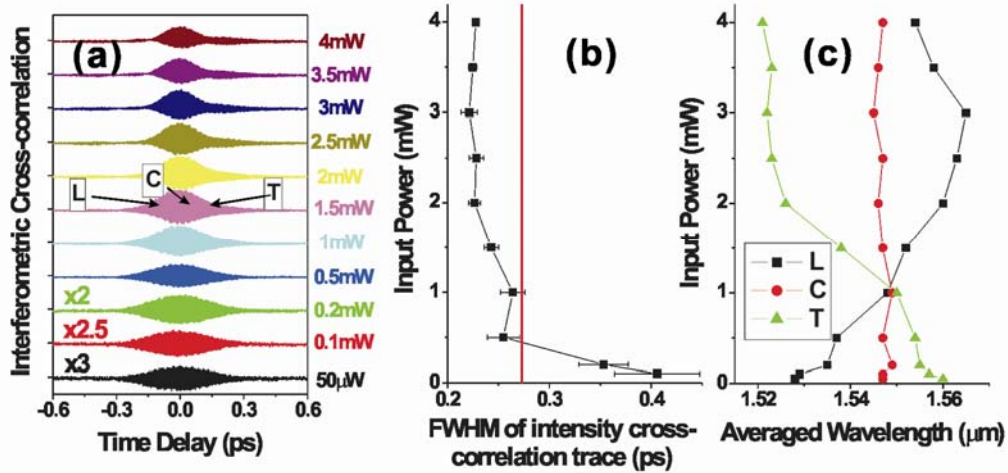 (a)
4mW
3.5mW
3mW
2.5mW
2mW
1.5mW
1mW
0.5mW
0.2mW
0.1mW
50μW
L
C
T
x2
x2.5
x3
Interferometric Cross-correlation
-0.6
-0.3
0.0
0.3
0.6
Time Delay (ps)
(b)
4
3
2
1
0
Input Power (mW)
0.2
0.3
0.4
FWHM of intensity cross-
correlation trace (ps)
(c)
4
3
2
1
0
Input Power (mW)
L
C
T
1.52
1.54
1.56
Averaged Wavelength (μm)